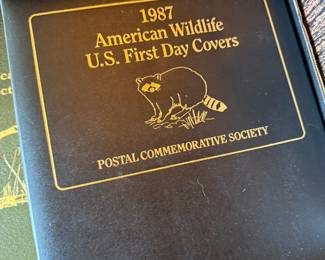 1987
American Wildlife
U.S. First Day Covers
POSTAL COMMEMORATIVE SOCIETY